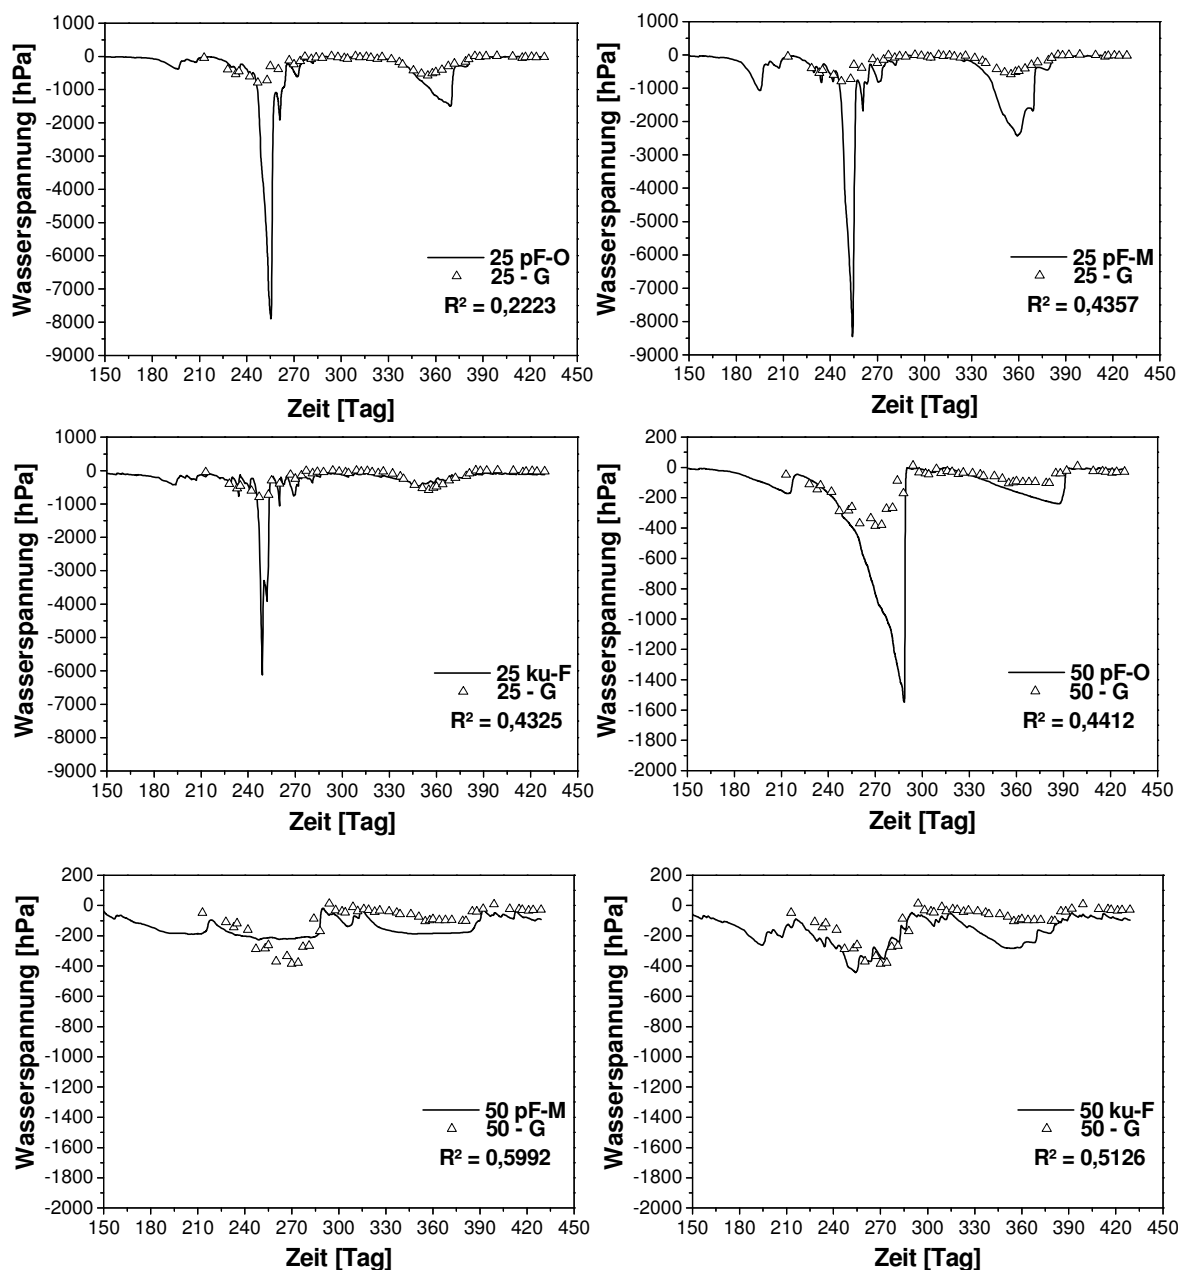 Wasserspannung [hPa]
1000
0
-1000
-2000
-3000
-4000
-5000
-6000
-7000
-8000
-9000
150 180 210 240 270 300 330 360 390 420 450
Zeit [Tag]
25 pF-O
25 - G
R² = 0,2223
Wasserspannung [hPa]
1000
0
-1000
-2000
-3000
-4000
-5000
-6000
-7000
-8000
-9000
150 180 210 240 270 300 330 360 390 420 450
Zeit [Tag]
25 pF-M
25 - G
R² = 0,4357
Wasserspannung [hPa]
1000
0
-1000
-2000
-3000
-4000
-5000
-6000
-7000
-8000
-9000
150 180 210 240 270 300 330 360 390 420 450
Zeit [Tag]
25 ku-F
25 - G
R² = 0,4325
Wasserspannung [hPa]
200
0
-200
-400
-600
-800
-1000
-1200
-1400
-1600
-1800
-2000
150 180 210 240 270 300 330 360 390 420 450
Zeit [Tag]
50 pF-O
50 - G
R² = 0,4412
Wasserspannung [hPa]
200
0
-200
-400
-600
-800
-1000
-1200
-1400
-1600
-1800
-2000
150 180 210 240 270 300 330 360 390 420 450
Zeit [Tag]
50 pF-M
50 - G
R² = 0,5992
Wasserspannung [hPa]
200
0
-200
-400
-600
-800
-1000
-1200
-1400
-1600
-1800
-2000
150 180 210 240 270 300 330 360 390 420 450
Zeit [Tag]
50 ku-F
50 - G
R² = 0,5126